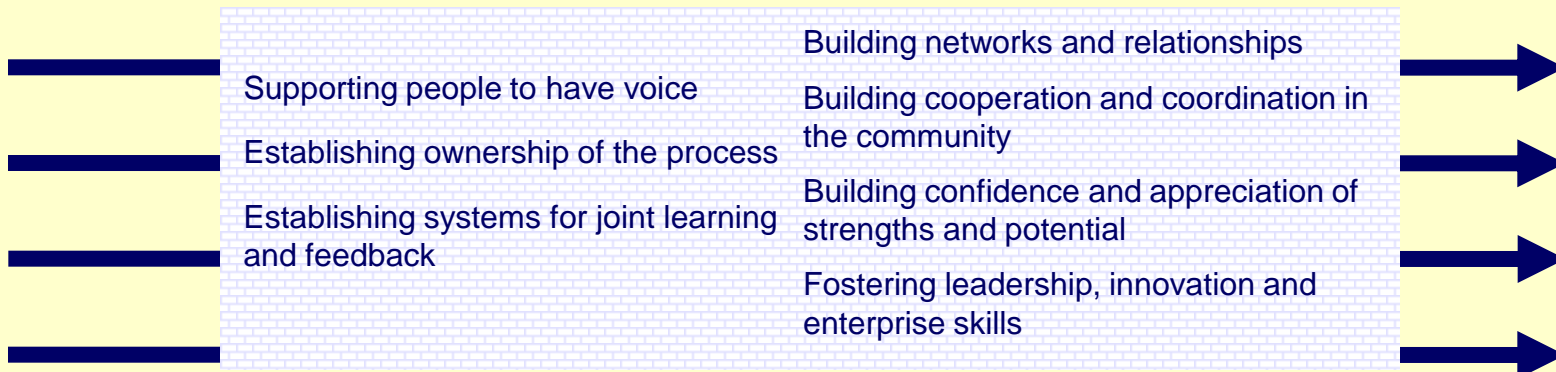 Supporting people to have voice
Establishing ownership of the process
Establishing systems for joint learning
and feedback
Building networks and relationships
Building cooperation and coordination in
the community
Building confidence and appreciation of
strengths and potential
Fostering leadership, innovation and
enterprise skills